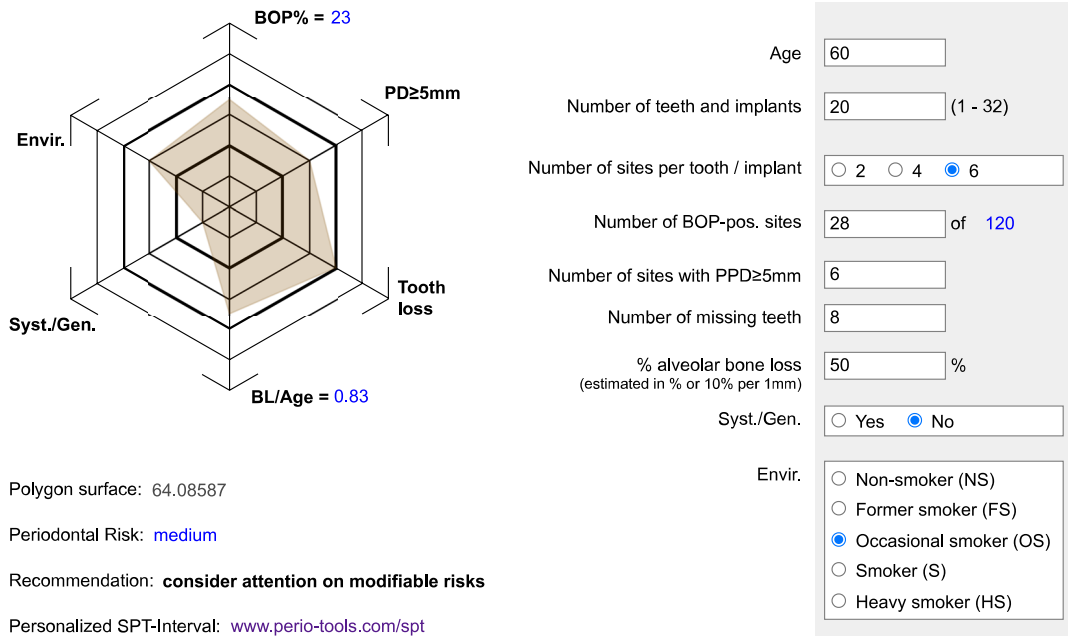 BOP% = 23
PD≥5mm
Envir.
Tooth
loss
Syst./Gen.
BL/Age = 0.83
Polygon surface: 64.08587
Periodontal Risk: medium
Recommendation: consider attention on modifiable risks
Personalized SPT-Interval: www.perio-tools.com/spt
Age 60
Number of teeth and implants 20 (1 - 32)
Number of sites per tooth / implant 2 4 6
Number of BOP-pos. sites 28 of 120
Number of sites with PPD≥5mm 6
Number of missing teeth 8
% alveolar bone loss 50 %
(estimated in % or 10% per 1mm)
Syst./Gen. Yes No
Envir. Non-smoker (NS)
Former smoker (FS)
Occasional smoker (OS)
Smoker (S)
Heavy smoker (HS)